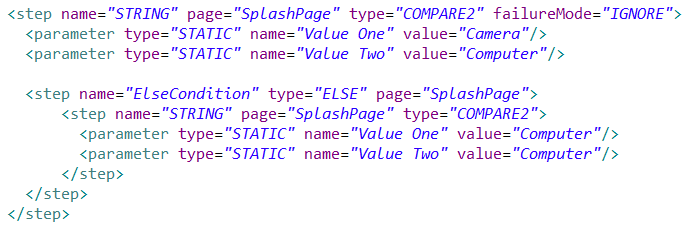 <step name="STRING" page="SplashPage" type="COMPARE2" failureMode="IGNORE">
<parameter type="STATIC" name="Value One" value="Camera"/>
<parameter type="STATIC" name="Value Two" value="Computer"/>
<step name="ElseCondition" type="ELSE" page="SplashPage">
<step name="STRING" page="SplashPage" type="COMPARE2">
<parameter type="STATIC" name="Value One" value="Computer"/>
<parameter type="STATIC" name="Value Two" value="Computer"/>
</step>
</step>
</step>